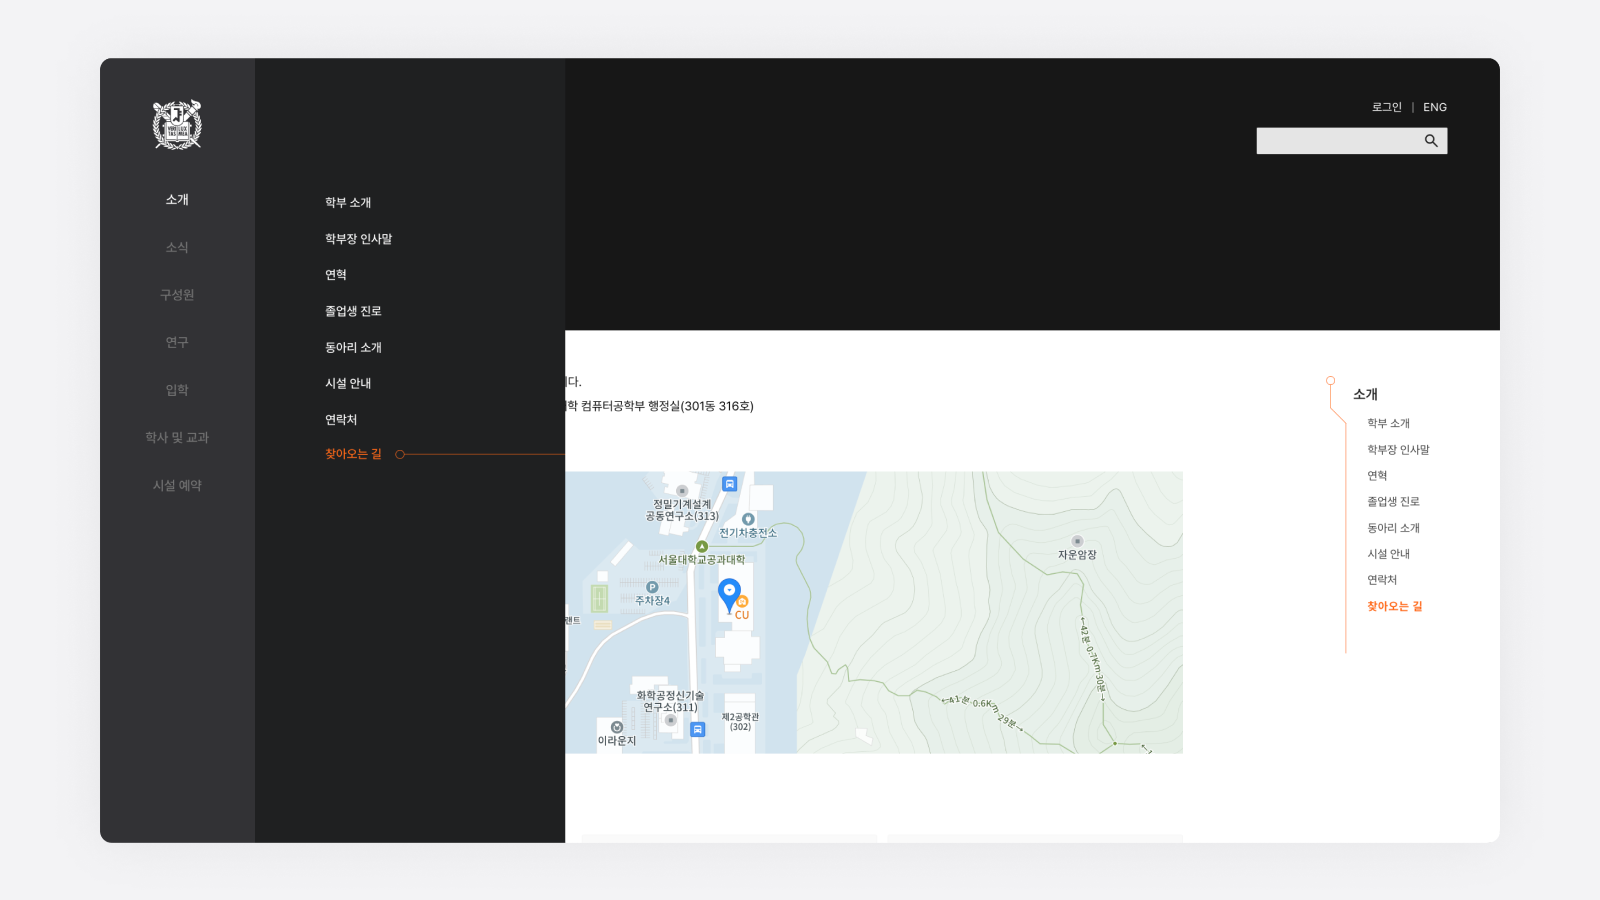 VERI LUX
TAS MEA
소개
소식
구성원
연구
입학
학사 및 교과
시설 예약
학부 소개
학부장 인사말
연혁
졸업생 진로
동아리 소개
시설 안내
연락처
찾아오는 길
로그인 | ENG
다.
학 컴퓨터공학부 행정실(301동 316호)
정밀기계설계
공동연구소(313)
전기차충전소
서울대학교공과대학
P
주차장4
CU
랜트
화학공정신기술
연구소(311)
제2공학관
(302)
이라운지
자운암장
←42분 0.7Km 30분→
←41분 0.6Km 29분→
소개
학부 소개
학부장 인사말
연혁
졸업생 진로
동아리 소개
시설 안내
연락처
찾아오는 길